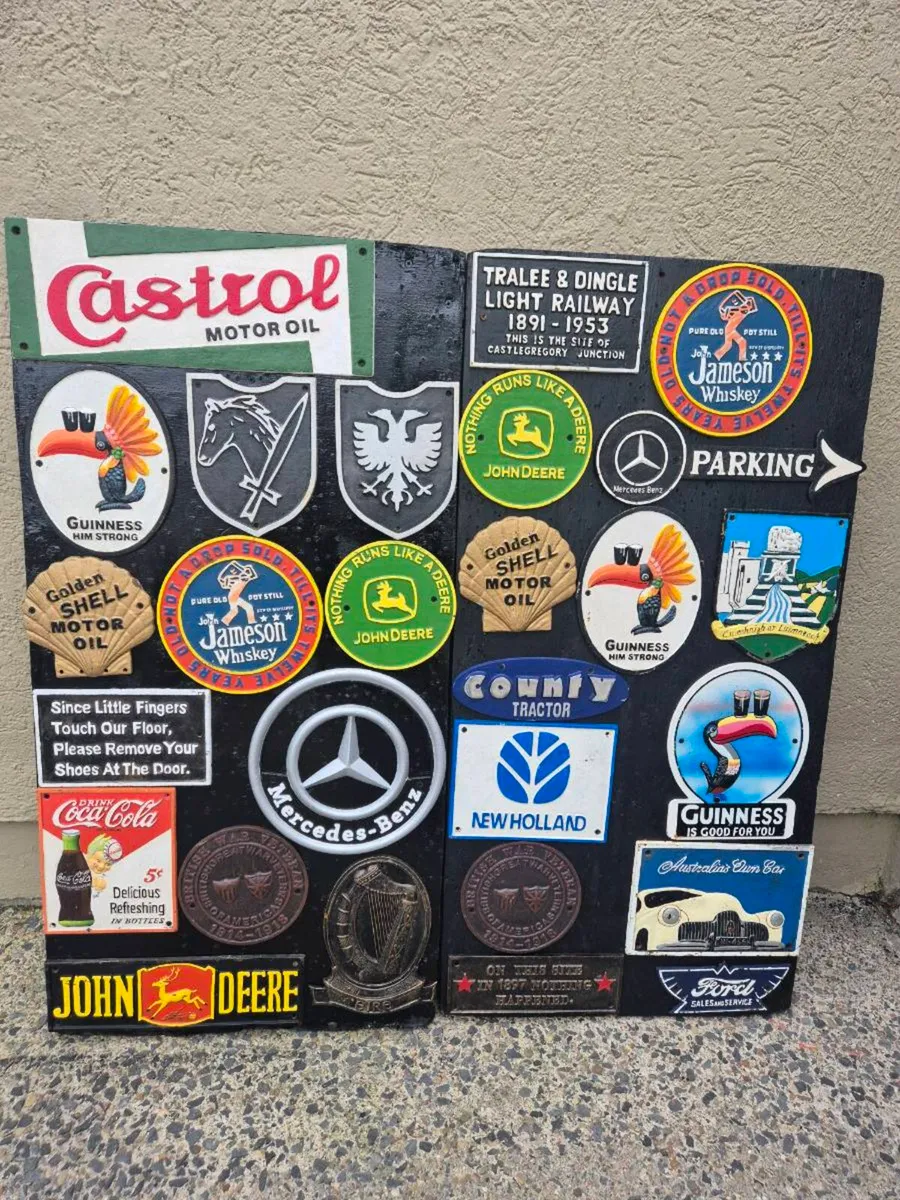 Castrol
MOTOR OIL
GUINNESS
HIM STRONG
Golden
SHELL
MOTOR
OIL
NOT A DROP SOLD TILL IT'S TWELVE YEARS OLD
PURE OLD POT STILL
John
Jameson
Whiskey
NOTHING RUNS LIKE A DEERE
JOHN DEERE
Since Little Fingers
Touch Our Floor,
Please Remove Your
Shoes At The Door.
Mercedes-Benz
DRINK
Coca-Cola
5¢
Delicious
Refreshing
IN BOTTLES
1914-1918
JOHN DEERE
TRALEE & DINGLE
LIGHT RAILWAY
1891 - 1953
THIS IS THE SITE OF
CASTLEGREGORY JUNCTION
NOT A DROP SOLD TILL IT'S TWELVE YEARS OLD
PURE OLD POT STILL
John
Jameson
Whiskey
NOTHING RUNS LIKE A DEERE
JOHN DEERE
Mercedes Benz
PARKING
Golden
SHELL
MOTOR
OIL
GUINNESS
HIM STRONG
COUNTY
TRACTOR
NEW HOLLAND
GUINNESS
IS GOOD FOR YOU
1914-1918
Australia's Own Car
ON THIS SITE
IN 1897 NOTHING
HAPPENED.
Ford
SALES AND SERVICE